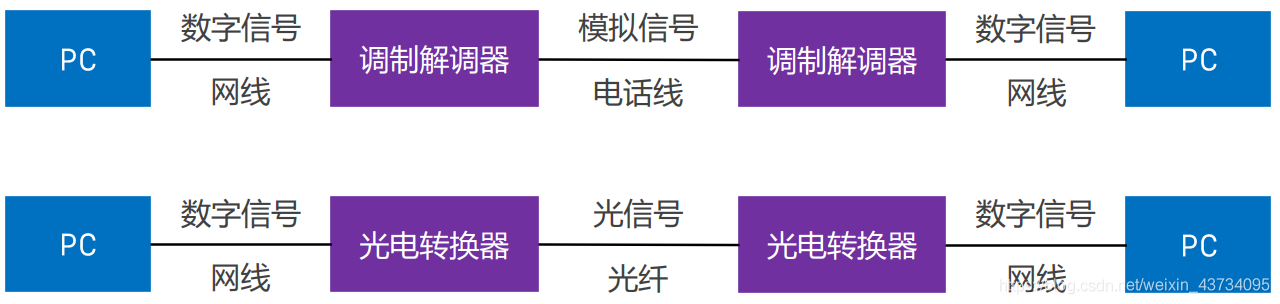 数字信号 模拟信号 数字信号
PC 调制解调器 调制解调器 PC
网线 电话线 网线
数字信号 光信号 数字信号
PC 光电转换器 光电转换器 PC
网线 光纤 网线
https://blog.csdn.net/weixin_43734095